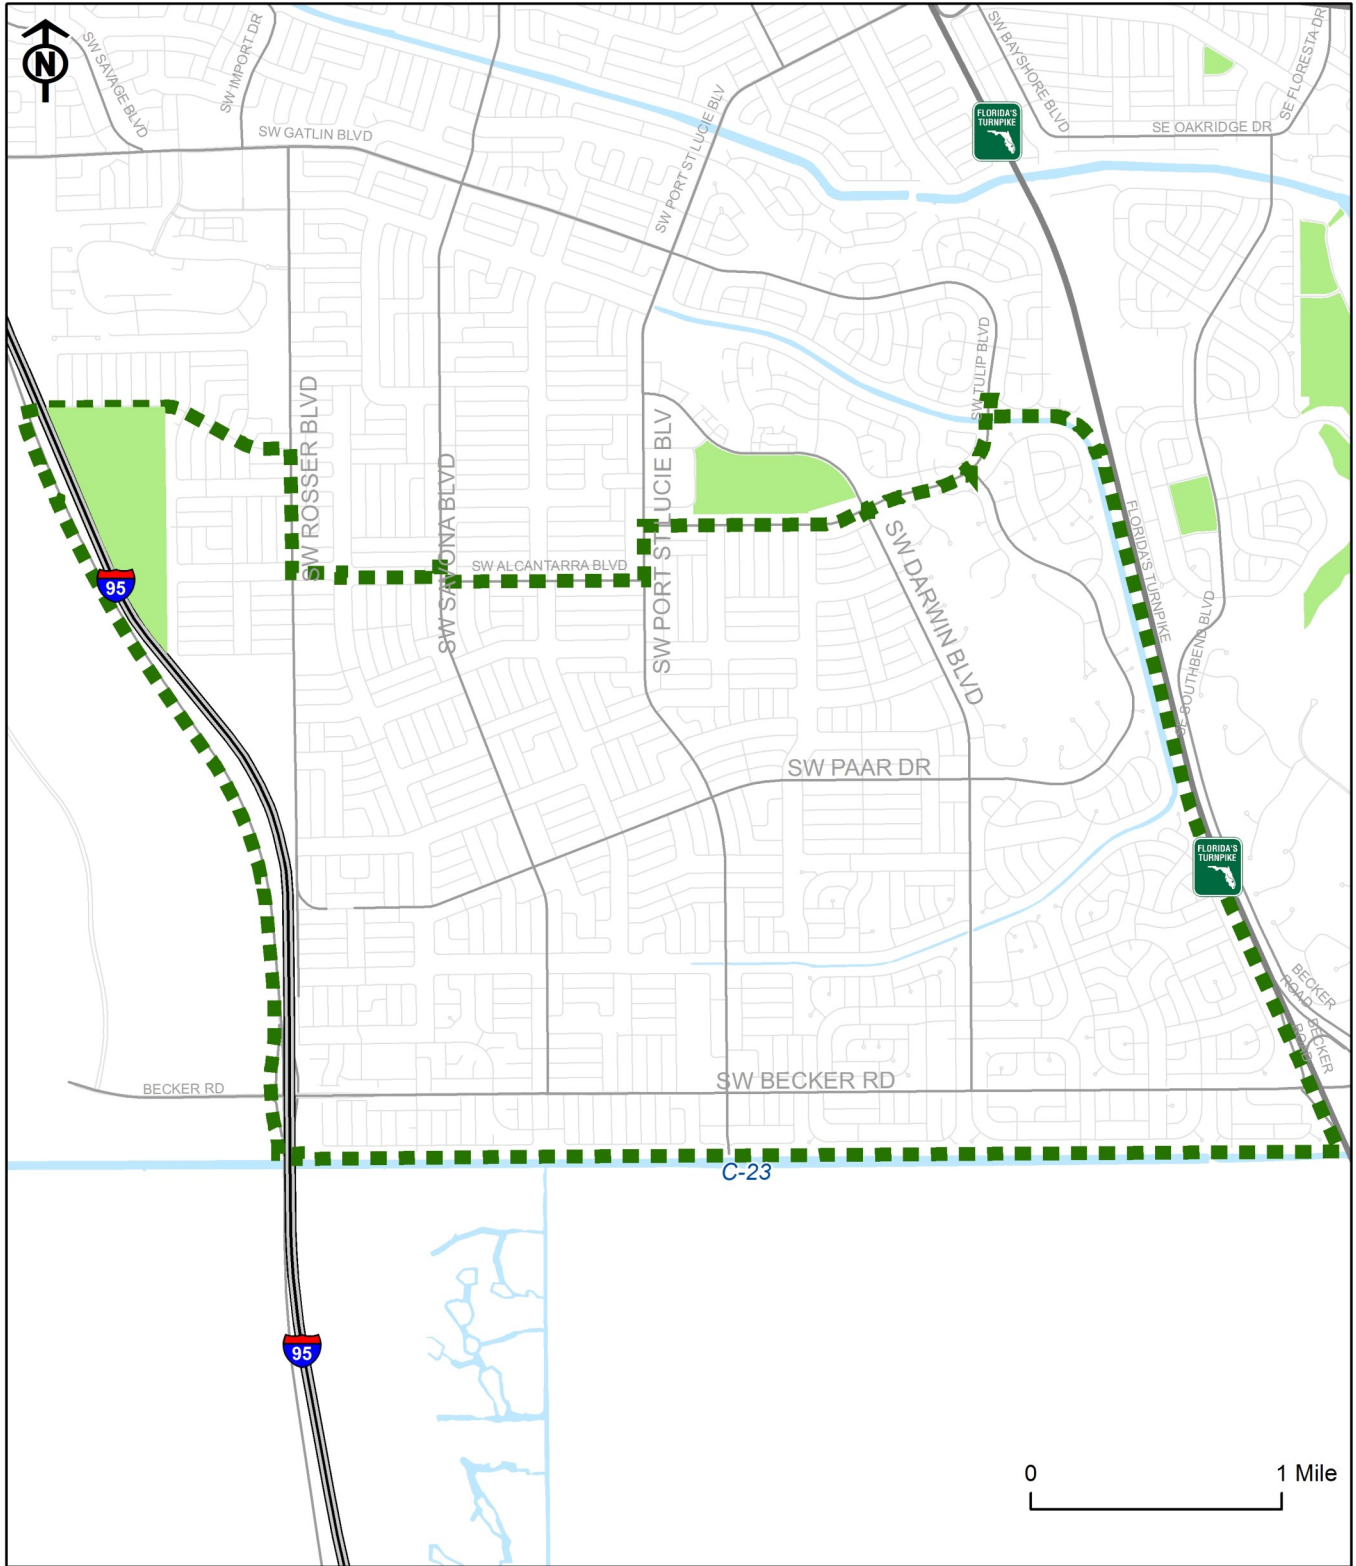 N
SW SAVAGE BLVD
SW IMPORT DR
SW GATLIN BLVD
SW PORT ST LUCIE BLV
SW BAYSHORE BLVD
SE FLORESTA DR
FLORIDA'S
TURNPIKE
SE OAKRIDGE DR
SW TULIP BLVD
SW ROSSER BLVD
SW SAVONA BLVD
SW ALCANTARRA BLVD
SW PORT ST LUCIE BLV
SW DARWIN BLVD
FLORIDA'S TURNPIKE
SE SOUTHBEND BLVD
95
SW PAAR DR
FLORIDA'S
TURNPIKE
BECKER
ROAD
BECKER
ROAD
BECKER RD
SW BECKER RD
C-23
95
0
1 Mile